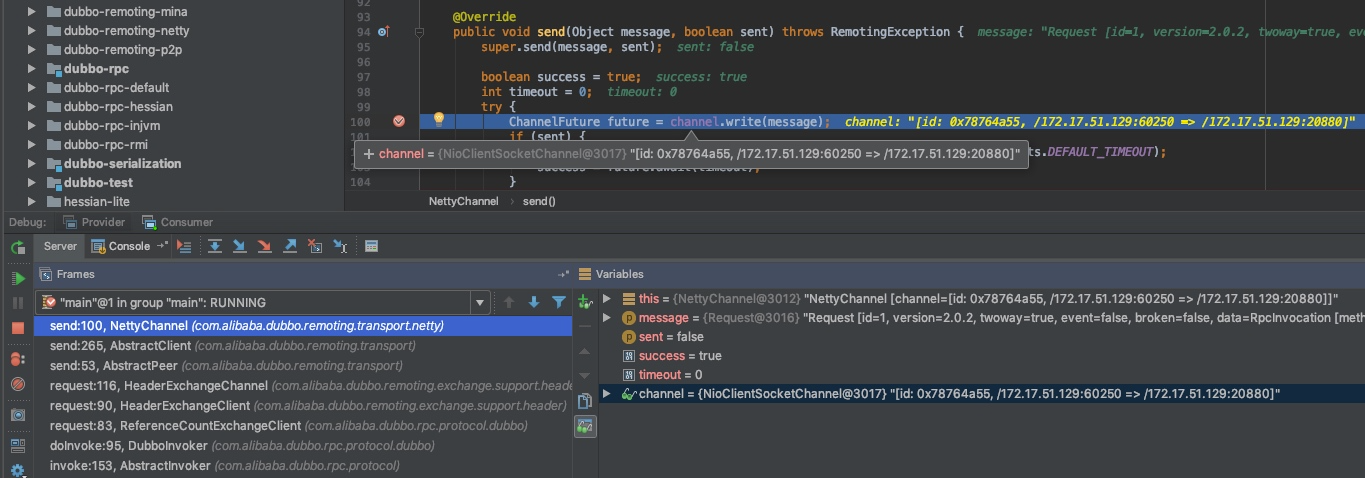 dubbo-remoting-mina
dubbo-remoting-netty
dubbo-remoting-p2p
dubbo-rpc
dubbo-rpc-default
dubbo-rpc-hessian
dubbo-rpc-injvm
dubbo-rpc-rmi
dubbo-serialization
dubbo-test
hessian-lite
92
93 @Override
94 public void send(Object message, boolean sent) throws RemotingException { message: "Request [id=1, version=2.0.2, twoway=true, eve
95 super.send(message, sent); sent: false
96
97 boolean success = true; success: true
98 int timeout = 0; timeout: 0
99 try {
100 ChannelFuture future = channel.write(message); channel: "[id: 0x78764a55, /172.17.51.129:60250 => /172.17.51.129:20880]"
101 if (sent) {
+ channel = {NioClientSocketChannel@3017} "[id: 0x78764a55, /172.17.51.129:60250 => /172.17.51.129:20880]" ts.DEFAULT_TIMEOUT);
success = future.await(timeout);
104 }
NettyChannel › send()
Debug: Provider Consumer
Server Console
Frames
"main"@1 in group "main": RUNNING
send:100, NettyChannel (com.alibaba.dubbo.remoting.transport.netty)
send:265, AbstractClient (com.alibaba.dubbo.remoting.transport)
send:53, AbstractPeer (com.alibaba.dubbo.remoting.transport)
request:116, HeaderExchangeChannel (com.alibaba.dubbo.remoting.exchange.support.heade
request:90, HeaderExchangeClient (com.alibaba.dubbo.remoting.exchange.support.header)
request:83, ReferenceCountExchangeClient (com.alibaba.dubbo.rpc.protocol.dubbo)
doInvoke:95, DubboInvoker (com.alibaba.dubbo.rpc.protocol.dubbo)
invoke:153, AbstractInvoker (com.alibaba.dubbo.rpc.protocol)
Variables
this = {NettyChannel@3012} "NettyChannel [channel=[id: 0x78764a55, /172.17.51.129:60250 => /172.17.51.129:20880]]"
message = {Request@3016} "Request [id=1, version=2.0.2, twoway=true, event=false, broken=false, data=RpcInvocation [meth
sent = false
success = true
timeout = 0
channel = {NioClientSocketChannel@3017} "[id: 0x78764a55, /172.17.51.129:60250 => /172.17.51.129:20880]"